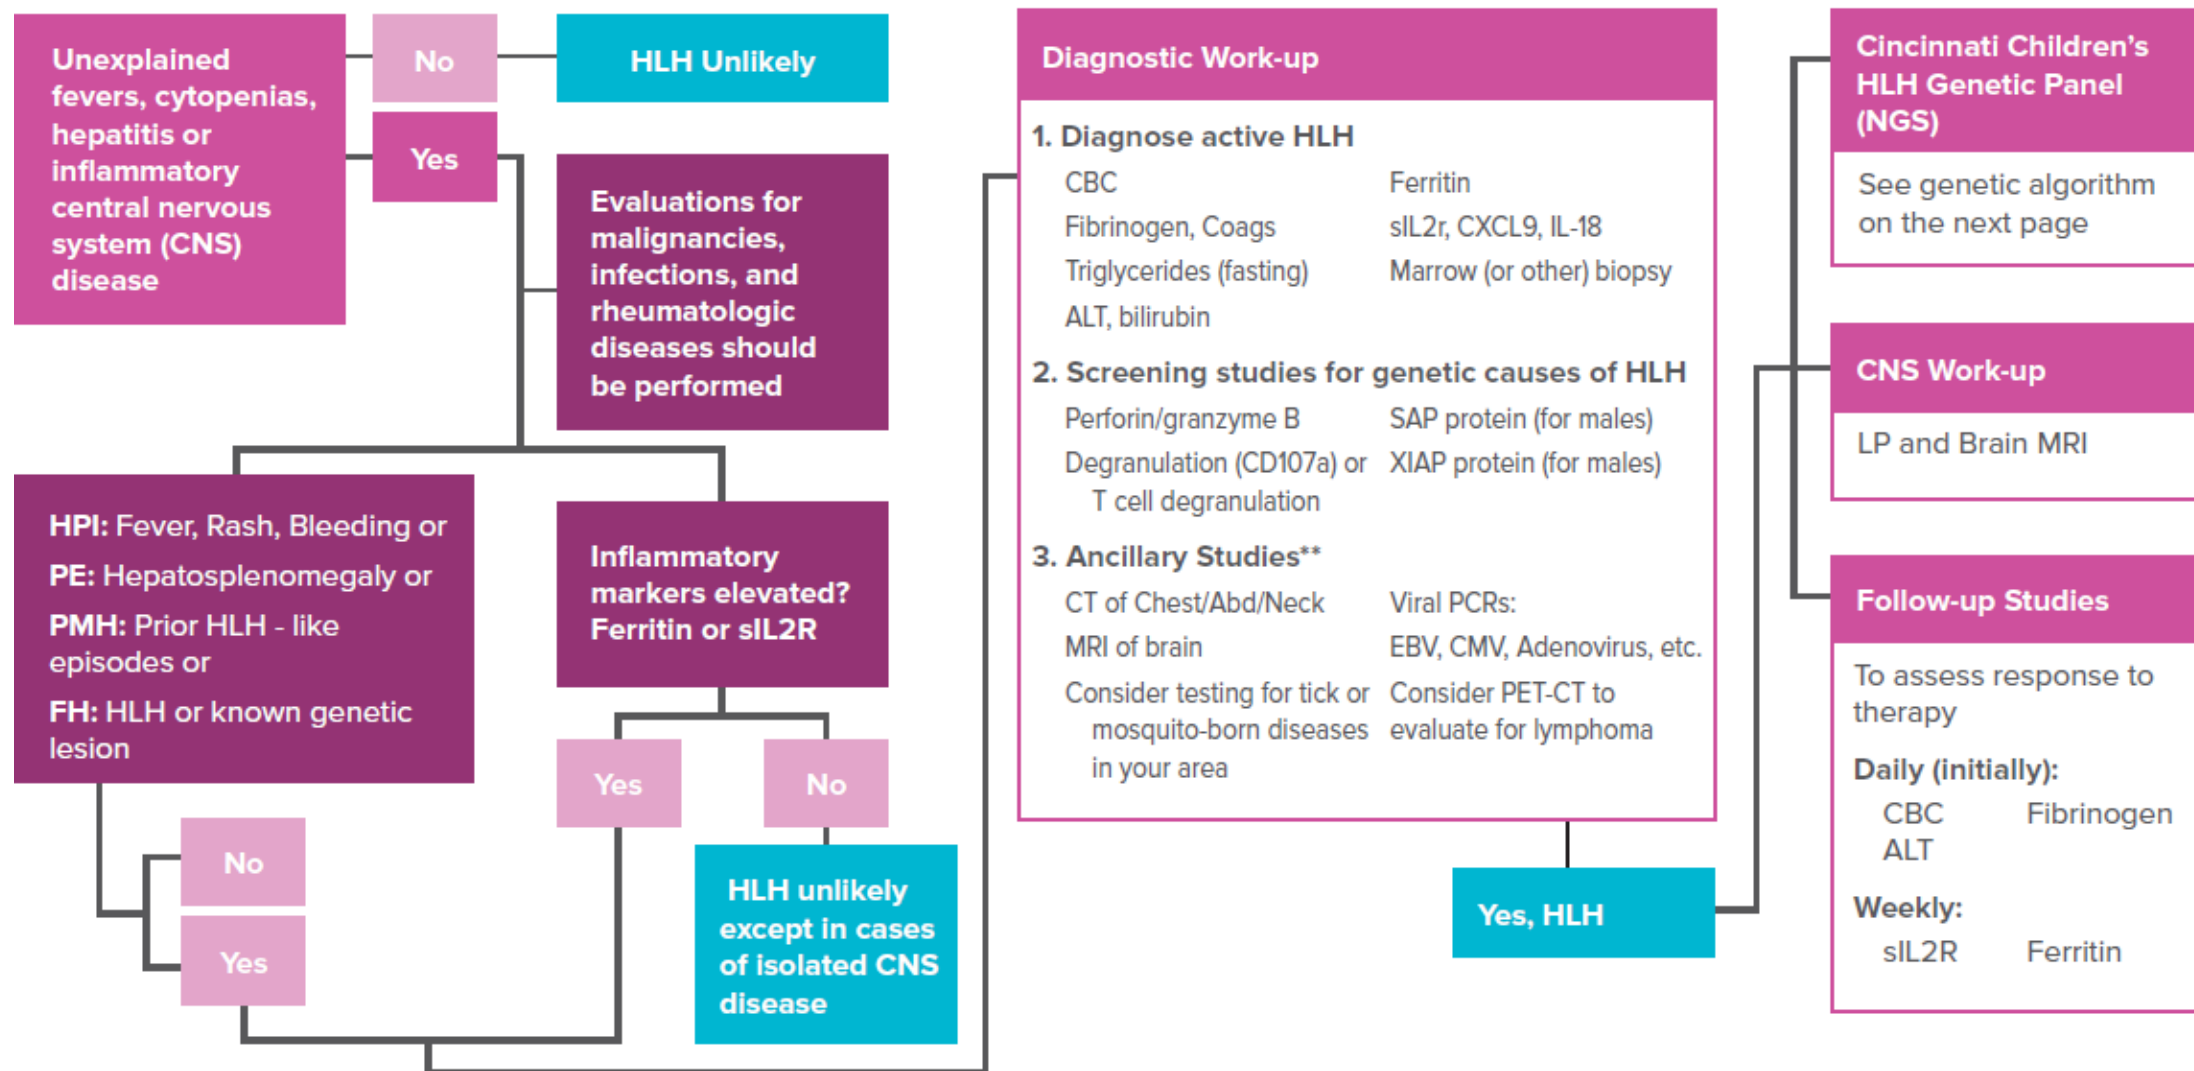 Unexplained
fevers, cytopenias,
hepatitis or
inflammatory
central nervous
system (CNS)
disease
No
HLH Unlikely
Yes
Evaluations for
malignancies,
infections, and
rheumatologic
diseases should
be performed
HPI: Fever, Rash, Bleeding or
PE: Hepatosplenomegaly or
PMH: Prior HLH - like
episodes or
FH: HLH or known genetic
lesion
No
Yes
Inflammatory
markers elevated?
Ferritin or sIL2R
Yes
No
HLH unlikely
except in cases
of isolated CNS
disease
Diagnostic Work-up
1. Diagnose active HLH
CBC
Fibrinogen, Coags
Triglycerides (fasting)
ALT, bilirubin
Ferritin
sIL2r, CXCL9, IL-18
Marrow (or other) biopsy
2. Screening studies for genetic causes of HLH
Perforin/granzyme B
Degranulation (CD107a) or
T cell degranulation
SAP protein (for males)
XIAP protein (for males)
3. Ancillary Studies**
CT of Chest/Abd/Neck
MRI of brain
Consider testing for tick or
mosquito-born diseases
in your area
Viral PCRs:
EBV, CMV, Adenovirus, etc.
Consider PET-CT to
evaluate for lymphoma
Yes, HLH
Cincinnati Children's
HLH Genetic Panel
(NGS)
See genetic algorithm
on the next page
CNS Work-up
LP and Brain MRI
Follow-up Studies
To assess response to
therapy
Daily (initially):
CBC Fibrinogen
ALT
Weekly:
sIL2R Ferritin